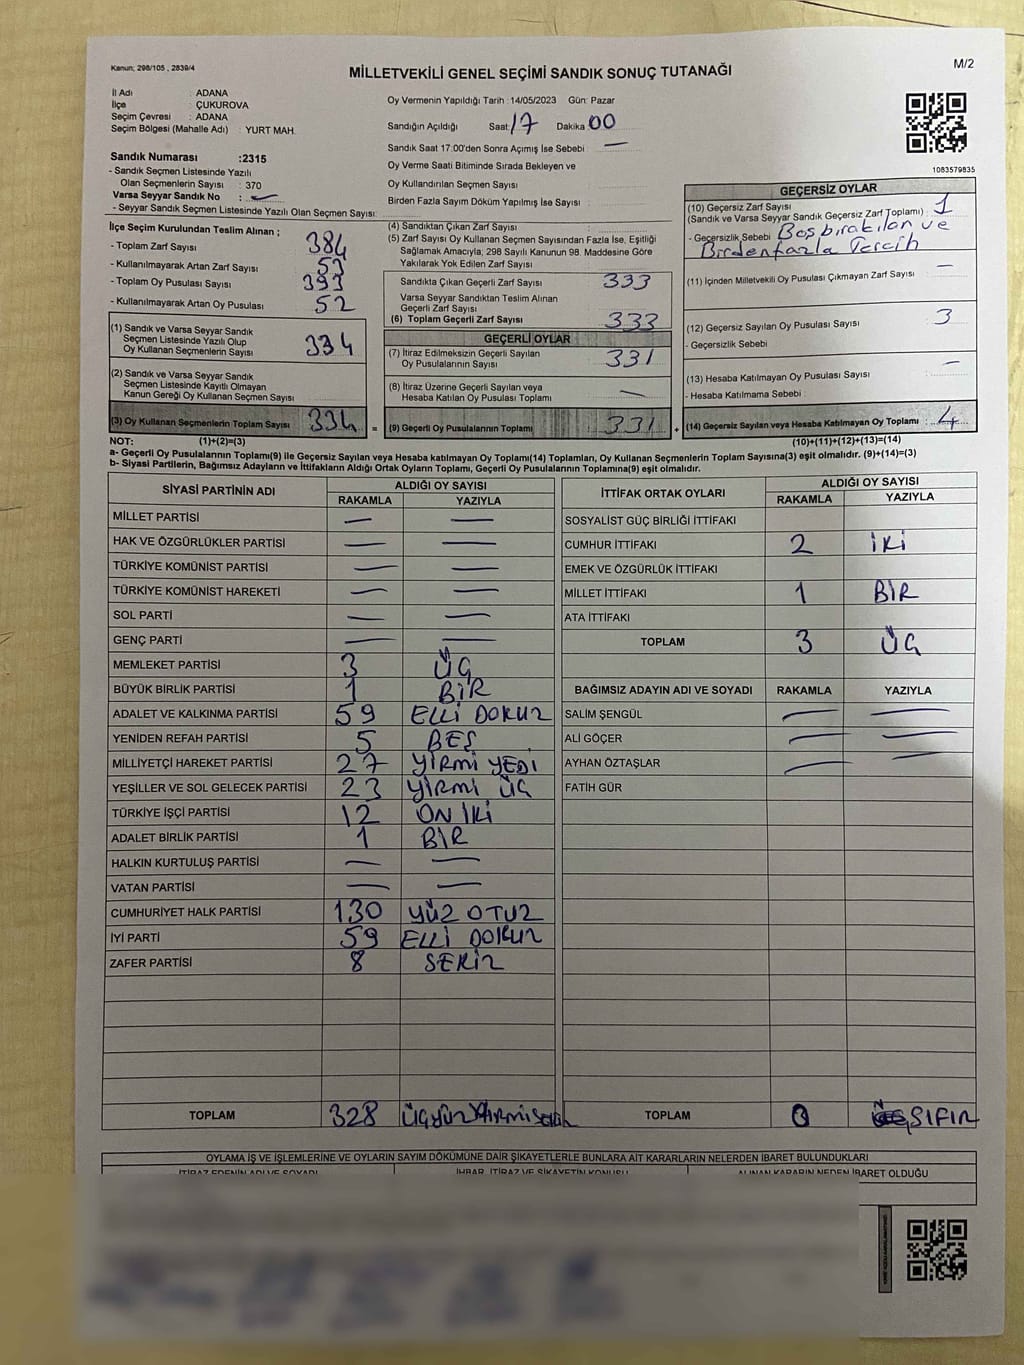 Kanun; 298/105 , 2839/4
M/2
MİLLETVEKİLİ GENEL SEÇİMİ SANDIK SONUÇ TUTANAĞI
İl Adı : ADANA
İlçe : ÇUKUROVA
Seçim Çevresi : ADANA
Seçim Bölgesi (Mahalle Adı) : YURT MAH.
Sandık Numarası :2315
- Sandık Seçmen Listesinde Yazılı
Olan Seçmenlerin Sayısı : 370
Varsa Seyyar Sandık No :
- Seyyar Sandık Seçmen Listesinde Yazılı Olan Seçmen Sayısı:
Oy Vermenin Yapıldığı Tarih :14/05/2023 Gün: Pazar
Sandığın Açıldığı Saat 17 Dakika 00
Sandık Saat 17:00'den Sonra Açımış İse Sebebi : —
Oy Verme Saati Bitiminde Sırada Bekleyen ve
Oy Kullandırılan Seçmen Sayısı
Birden Fazla Sayım Döküm Yapılmış İse Sayısı :
1083579835
İlçe Seçim Kurulundan Teslim Alınan ;
- Toplam Zarf Sayısı : 384
- Kullanılmayarak Artan Zarf Sayısı : 53
- Toplam Oy Pusulası Sayısı : 393
- Kullanılmayarak Artan Oy Pusulası : 52
(1) Sandık ve Varsa Seyyar Sandık
Seçmen Listesinde Yazılı Olup
Oy Kullanan Seçmenlerin Sayısı : 334
(2) Sandık ve Varsa Seyyar Sandık
Seçmen Listesinde Kayıtlı Olmayan
Kanun Gereği Oy Kullanan Seçmen Sayısı :
(3) Oy Kullanan Seçmenlerin Toplam Sayısı : 334
=
(4) Sandıktan Çıkan Zarf Sayısı :
(5) Zarf Sayısı Oy Kullanan Seçmen Sayısından Fazla İse, Eşitliği
Sağlamak Amacıyla; 298 Sayılı Kanunun 98. Maddesine Göre
Yakılarak Yok Edilen Zarf Sayısı :
Sandıkta Çıkan Geçerli Zarf Sayısı : 333
Varsa Seyyar Sandıktan Teslim Alınan
Geçerli Zarf Sayısı :
(6) Toplam Geçerli Zarf Sayısı : 333
GEÇERLİ OYLAR
(7) İtiraz Edilmeksizin Geçerli Sayılan
Oy Pusulalarının Sayısı : 331
(8) İtiraz Üzerine Geçerli Sayılan veya
Hesaba Katılan Oy Pusulası Toplamı : —
(9) Geçerli Oy Pusulalarının Toplamı : 331
+
GEÇERSİZ OYLAR
(10) Geçersiz Zarf Sayısı
(Sandık ve Varsa Seyyar Sandık Geçersiz Zarf Toplamı) : 1
- Geçersizlik Sebebi : Boş bırakılan ve
Birden fazla Tercih
(11) İçinden Milletvekili Oy Pusulası Çıkmayan Zarf Sayısı : —
(12) Geçersiz Sayılan Oy Pusulası Sayısı : 3
- Geçersizlik Sebebi :
(13) Hesaba Katılmayan Oy Pusulası Sayısı : —
- Hesaba Katılmama Sebebi :
(14) Geçersiz Sayılan veya Hesaba Katılmayan Oy Toplamı : 4
NOT: (1)+(2)=(3)
(10)+(11)+(12)+(13)=(14)
a- Geçerli Oy Pusulalarının Toplamı(9) ile Geçersiz Sayılan veya Hesaba katılmayan Oy Toplamı(14) Toplamları, Oy Kullanan Seçmenlerin Toplam Sayısına(3) eşit olmalıdır. (9)+(14)=(3)
b- Siyasi Partilerin, Bağımsız Adayların ve İttifakların Aldığı Ortak Oyların Toplamı, Geçerli Oy Pusulalarının Toplamına(9) eşit olmalıdır.
SİYASİ PARTİNİN ADI ALDIĞI OY SAYISI
RAKAMLA YAZIYLA
MİLLET PARTİSİ — —
HAK VE ÖZGÜRLÜKLER PARTİSİ — —
TÜRKİYE KOMÜNİST PARTİSİ — —
TÜRKİYE KOMÜNİST HAREKETİ — —
SOL PARTİ — —
GENÇ PARTİ — —
MEMLEKET PARTİSİ 3 ÜÇ
BÜYÜK BİRLİK PARTİSİ 1 BİR
ADALET VE KALKINMA PARTİSİ 59 ELLİ DOKUZ
YENİDEN REFAH PARTİSİ 5 BEŞ
MİLLİYETÇİ HAREKET PARTİSİ 27 YİRMİ YEDİ
YEŞİLLER VE SOL GELECEK PARTİSİ 23 YİRMİ ÜÇ
TÜRKİYE İŞÇİ PARTİSİ 12 ON İKİ
ADALET BİRLİK PARTİSİ 1 BİR
HALKIN KURTULUŞ PARTİSİ — —
VATAN PARTİSİ — —
CUMHURİYET HALK PARTİSİ 130 YÜZ OTUZ
İYİ PARTİ 59 ELLİ DOKUZ
ZAFER PARTİSİ 8 SEKİZ
TOPLAM 328 ÜÇYÜZ YİRMİ SEKİZ
İTTİFAK ORTAK OYLARI ALDIĞI OY SAYISI
RAKAMLA YAZIYLA
SOSYALIST GÜÇ BİRLİĞİ İTTİFAKI
CUMHUR İTTİFAKI 2 İKİ
EMEK VE ÖZGÜRLÜK İTTİFAKI
MİLLET İTTİFAKI 1 BİR
ATA İTTİFAKI
TOPLAM 3 ÜÇ
BAĞIMSIZ ADAYIN ADI VE SOYADI RAKAMLA YAZIYLA
SALİM ŞENGÜL — —
ALİ GÖÇER — —
AYHAN ÖZTAŞLAR — —
FATİH GÜR
TOPLAM 0 SIFIR
OYLAMA İŞ VE İŞLEMLERİNE VE OYLARIN SAYIM DÖKÜMÜNE DAİR ŞİKAYETLERLE BUNLARA AİT KARARLARIN NELERDEN İBARET BULUNDUKLARI
İTİRAZ EDENİN ADI VE SOYADI İHBAR, İTİRAZ VE ŞİKAYETİN KONUSU ALINAN KARARIN NEDEN İBARET OLDUĞU